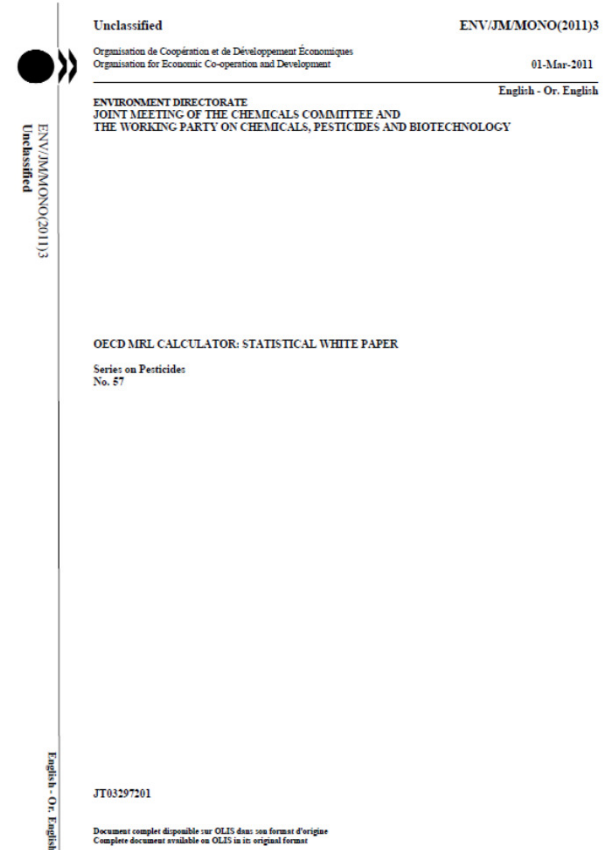 Unclassified
ENV/JM/MONO(2011)3
Organisation de Coopération et de Développement Économiques
Organisation for Economic Co-operation and Development
01-Mar-2011
English - Or. English
ENVIRONMENT DIRECTORATE
JOINT MEETING OF THE CHEMICALS COMMITTEE AND
THE WORKING PARTY ON CHEMICALS, PESTICIDES AND BIOTECHNOLOGY
ENV/JM/MONO(2011)3
Unclassified
OECD MRL CALCULATOR: STATISTICAL WHITE PAPER
Series on Pesticides
No. 57
English - Or. English
JT03297201
Document complet disponible sur OLIS dans son format d'origine
Complete document available on OLIS in its original format